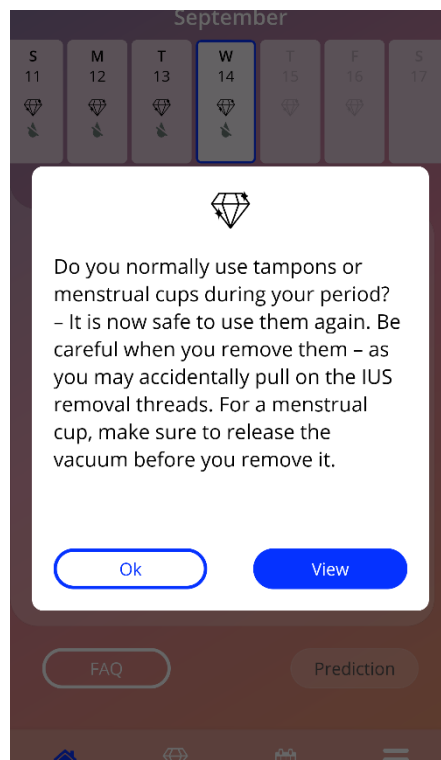 September
S M T W T F S
11 12 13 14 15 16 17
Do you normally use tampons or
menstrual cups during your period?
– It is now safe to use them again. Be
careful when you remove them – as
you may accidentally pull on the IUS
removal threads. For a menstrual
cup, make sure to release the
vacuum before you remove it.
Ok View
FAQ Prediction